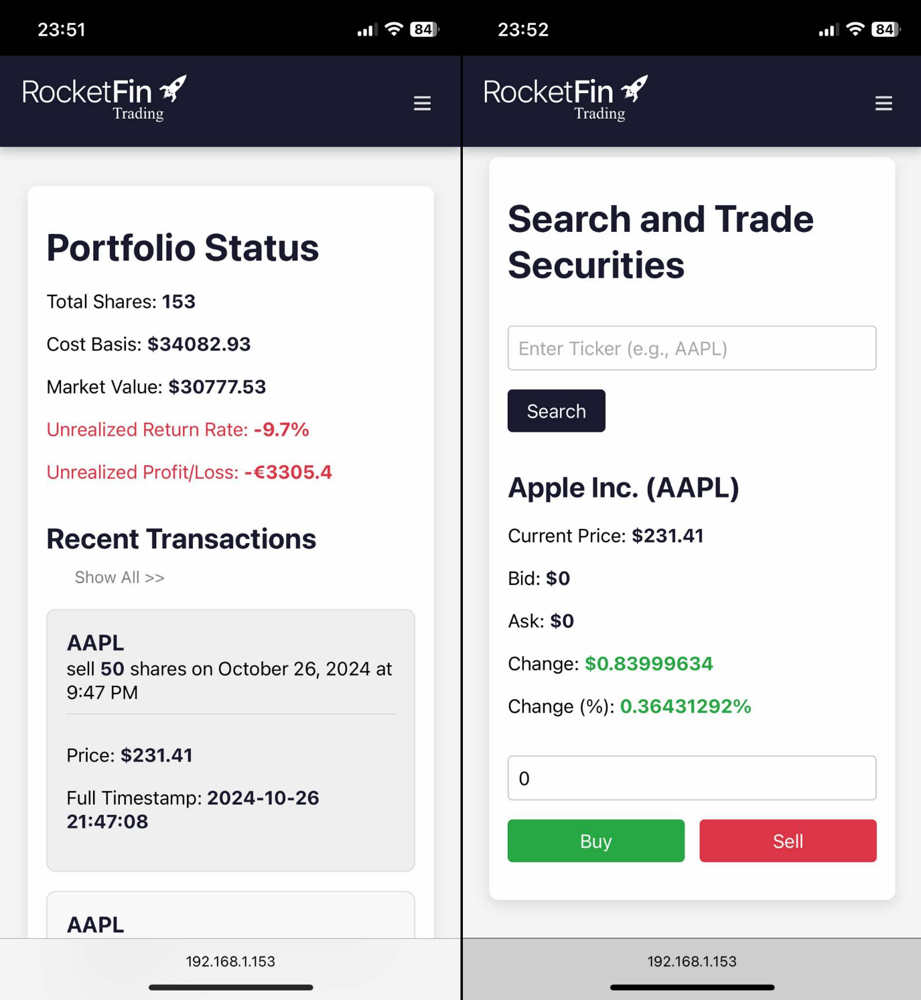 23:51
84
RocketFin
Trading
Portfolio Status
Total Shares: 153
Cost Basis: $34082.93
Market Value: $30777.53
Unrealized Return Rate: -9.7%
Unrealized Profit/Loss: -€3305.4
Recent Transactions
Show All >>
AAPL
sell 50 shares on October 26, 2024 at
9:47 PM
Price: $231.41
Full Timestamp: 2024-10-26
21:47:08
AAPL
192.168.1.153
23:52
84
RocketFin
Trading
Search and Trade
Securities
Enter Ticker (e.g., AAPL)
Search
Apple Inc. (AAPL)
Current Price: $231.41
Bid: $0
Ask: $0
Change: $0.83999634
Change (%): 0.36431292%
0
Buy
Sell
192.168.1.153